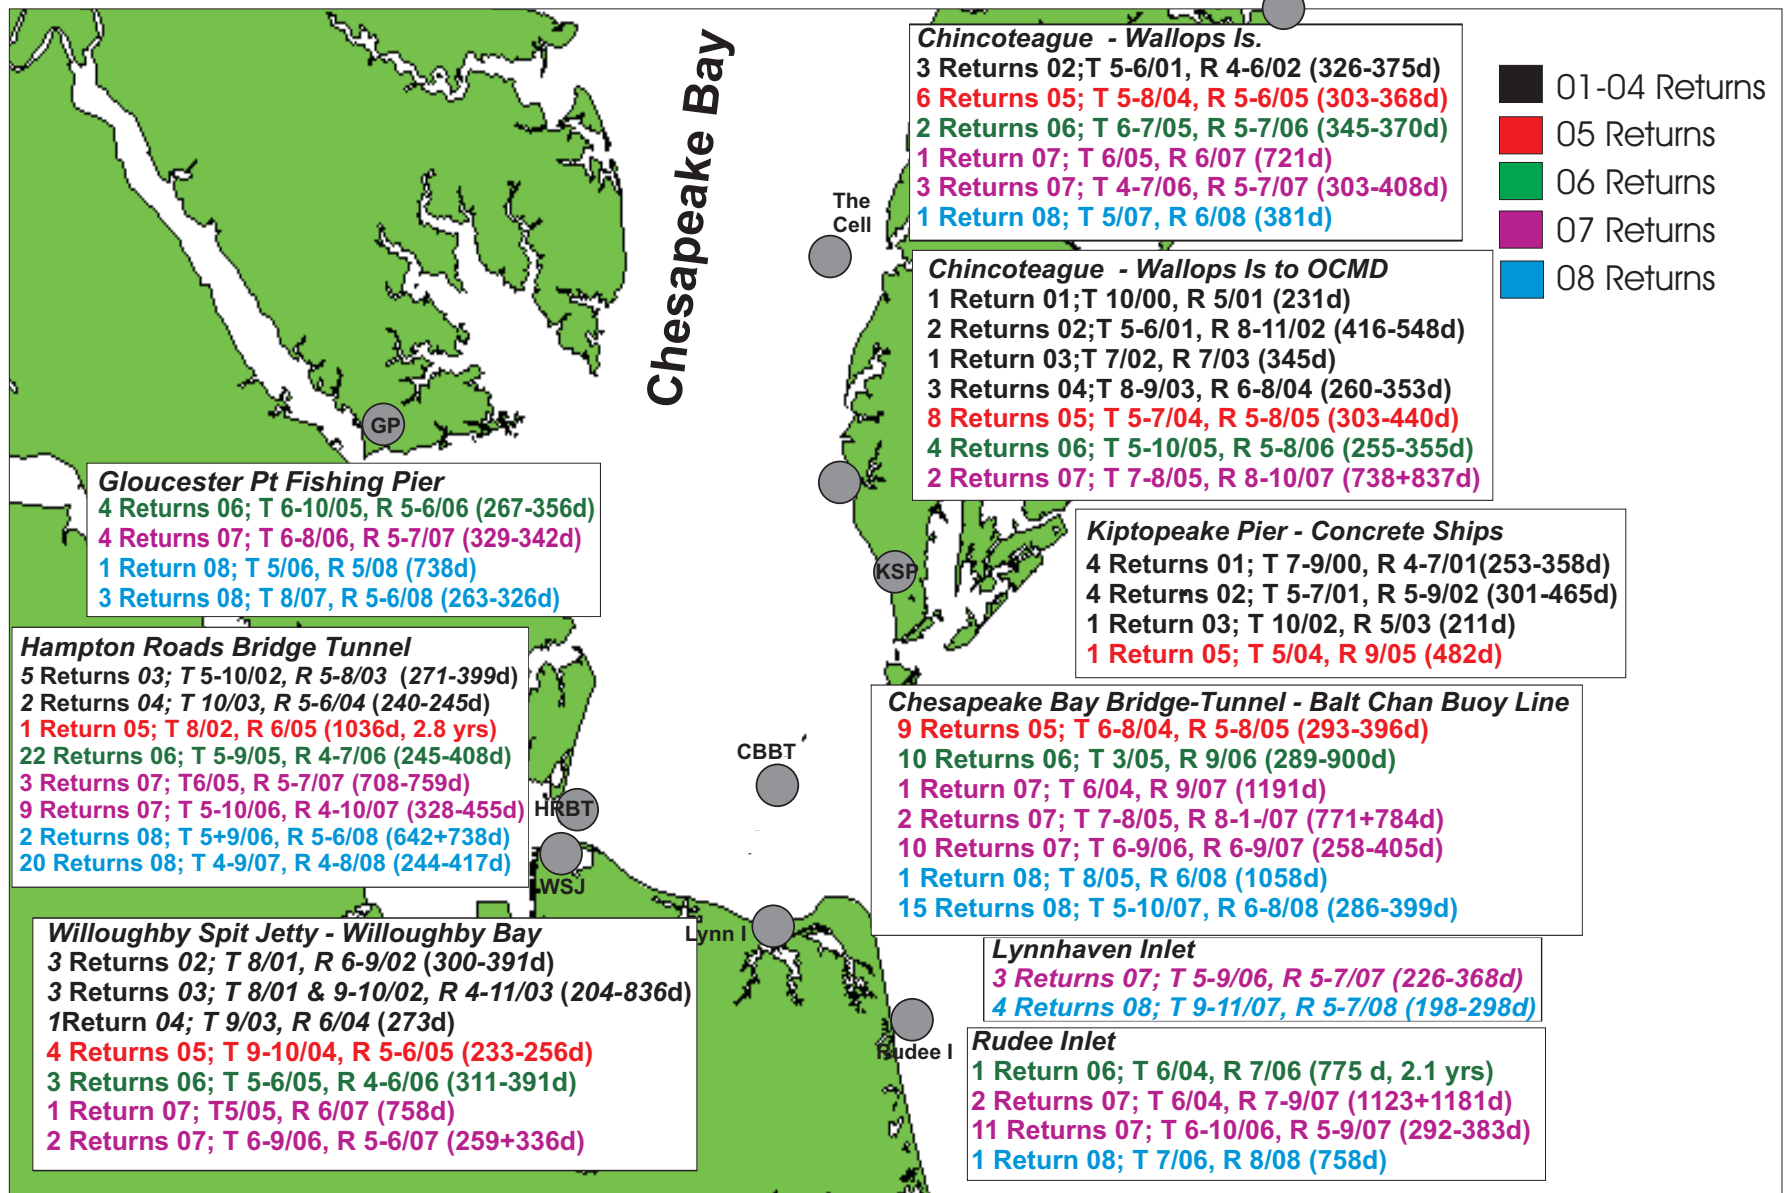 Chesapeake Bay
Chincoteague - Wallops Is.
3 Returns 02;T 5-6/01, R 4-6/02 (326-375d)
6 Returns 05; T 5-8/04, R 5-6/05 (303-368d)
2 Returns 06; T 6-7/05, R 5-7/06 (345-370d)
1 Return 07; T 6/05, R 6/07 (721d)
3 Returns 07; T 4-7/06, R 5-7/07 (303-408d)
1 Return 08; T 5/07, R 6/08 (381d)
01-04 Returns
05 Returns
06 Returns
07 Returns
08 Returns
The
Cell
Chincoteague - Wallops Is to OCMD
1 Return 01;T 10/00, R 5/01 (231d)
2 Returns 02;T 5-6/01, R 8-11/02 (416-548d)
1 Return 03;T 7/02, R 7/03 (345d)
3 Returns 04;T 8-9/03, R 6-8/04 (260-353d)
8 Returns 05; T 5-7/04, R 5-8/05 (303-440d)
4 Returns 06; T 5-10/05, R 5-8/06 (255-355d)
2 Returns 07; T 7-8/05, R 8-10/07 (738+837d)
GP
Gloucester Pt Fishing Pier
4 Returns 06; T 6-10/05, R 5-6/06 (267-356d)
4 Returns 07; T 6-8/06, R 5-7/07 (329-342d)
1 Return 08; T 5/06, R 5/08 (738d)
3 Returns 08; T 8/07, R 5-6/08 (263-326d)
KSP
Kiptopeake Pier - Concrete Ships
4 Returns 01; T 7-9/00, R 4-7/01(253-358d)
4 Returns 02; T 5-7/01, R 5-9/02 (301-465d)
1 Return 03; T 10/02, R 5/03 (211d)
1 Return 05; T 5/04, R 9/05 (482d)
Hampton Roads Bridge Tunnel
5 Returns 03; T 5-10/02, R 5-8/03 (271-399d)
2 Returns 04; T 10/03, R 5-6/04 (240-245d)
1 Return 05; T 8/02, R 6/05 (1036d, 2.8 yrs)
22 Returns 06; T 5-9/05, R 4-7/06 (245-408d)
3 Returns 07; T6/05, R 5-7/07 (708-759d)
9 Returns 07; T 5-10/06, R 4-10/07 (328-455d)
2 Returns 08; T 5+9/06, R 5-6/08 (642+738d)
20 Returns 08; T 4-9/07, R 4-8/08 (244-417d)
CBBT
HRBT
WSJ
Chesapeake Bay Bridge-Tunnel - Balt Chan Buoy Line
9 Returns 05; T 6-8/04, R 5-8/05 (293-396d)
10 Returns 06; T 3/05, R 9/06 (289-900d)
1 Return 07; T 6/04, R 9/07 (1191d)
2 Returns 07; T 7-8/05, R 8-1-/07 (771+784d)
10 Returns 07; T 6-9/06, R 6-9/07 (258-405d)
1 Return 08; T 8/05, R 6/08 (1058d)
15 Returns 08; T 5-10/07, R 6-8/08 (286-399d)
Willoughby Spit Jetty - Willoughby Bay
3 Returns 02; T 8/01, R 6-9/02 (300-391d)
3 Returns 03; T 8/01 & 9-10/02, R 4-11/03 (204-836d)
1Return 04; T 9/03, R 6/04 (273d)
4 Returns 05; T 9-10/04, R 5-6/05 (233-256d)
3 Returns 06; T 5-6/05, R 4-6/06 (311-391d)
1 Return 07; T5/05, R 6/07 (758d)
2 Returns 07; T 6-9/06, R 5-6/07 (259+336d)
Lynn I
Lynnhaven Inlet
3 Returns 07; T 5-9/06, R 5-7/07 (226-368d)
4 Returns 08; T 9-11/07, R 5-7/08 (198-298d)
Rudee I
Rudee Inlet
1 Return 06; T 6/04, R 7/06 (775 d, 2.1 yrs)
2 Returns 07; T 6/04, R 7-9/07 (1123+1181d)
11 Returns 07; T 6-10/06, R 5-9/07 (292-383d)
1 Return 08; T 7/06, R 8/08 (758d)